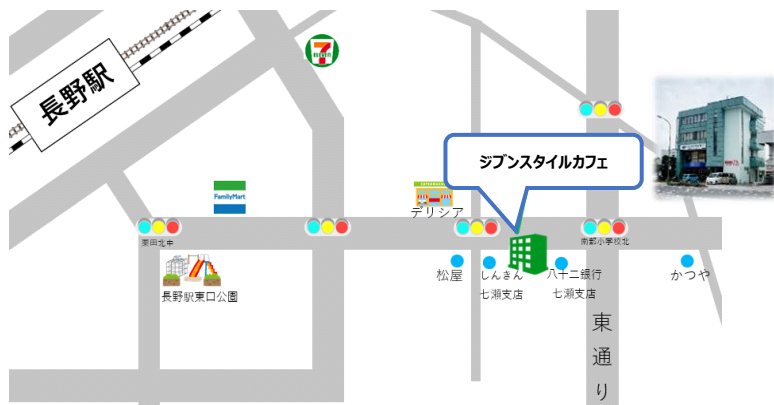 長野駅
7
ELEVEN
FamilyMart
ジブンスタイルカフェ
デリシア
栗田北中
南部小学校北
長野駅東口公園
松屋
しんきん
七瀬支店
八十二銀行
七瀬支店
かつや
東通り